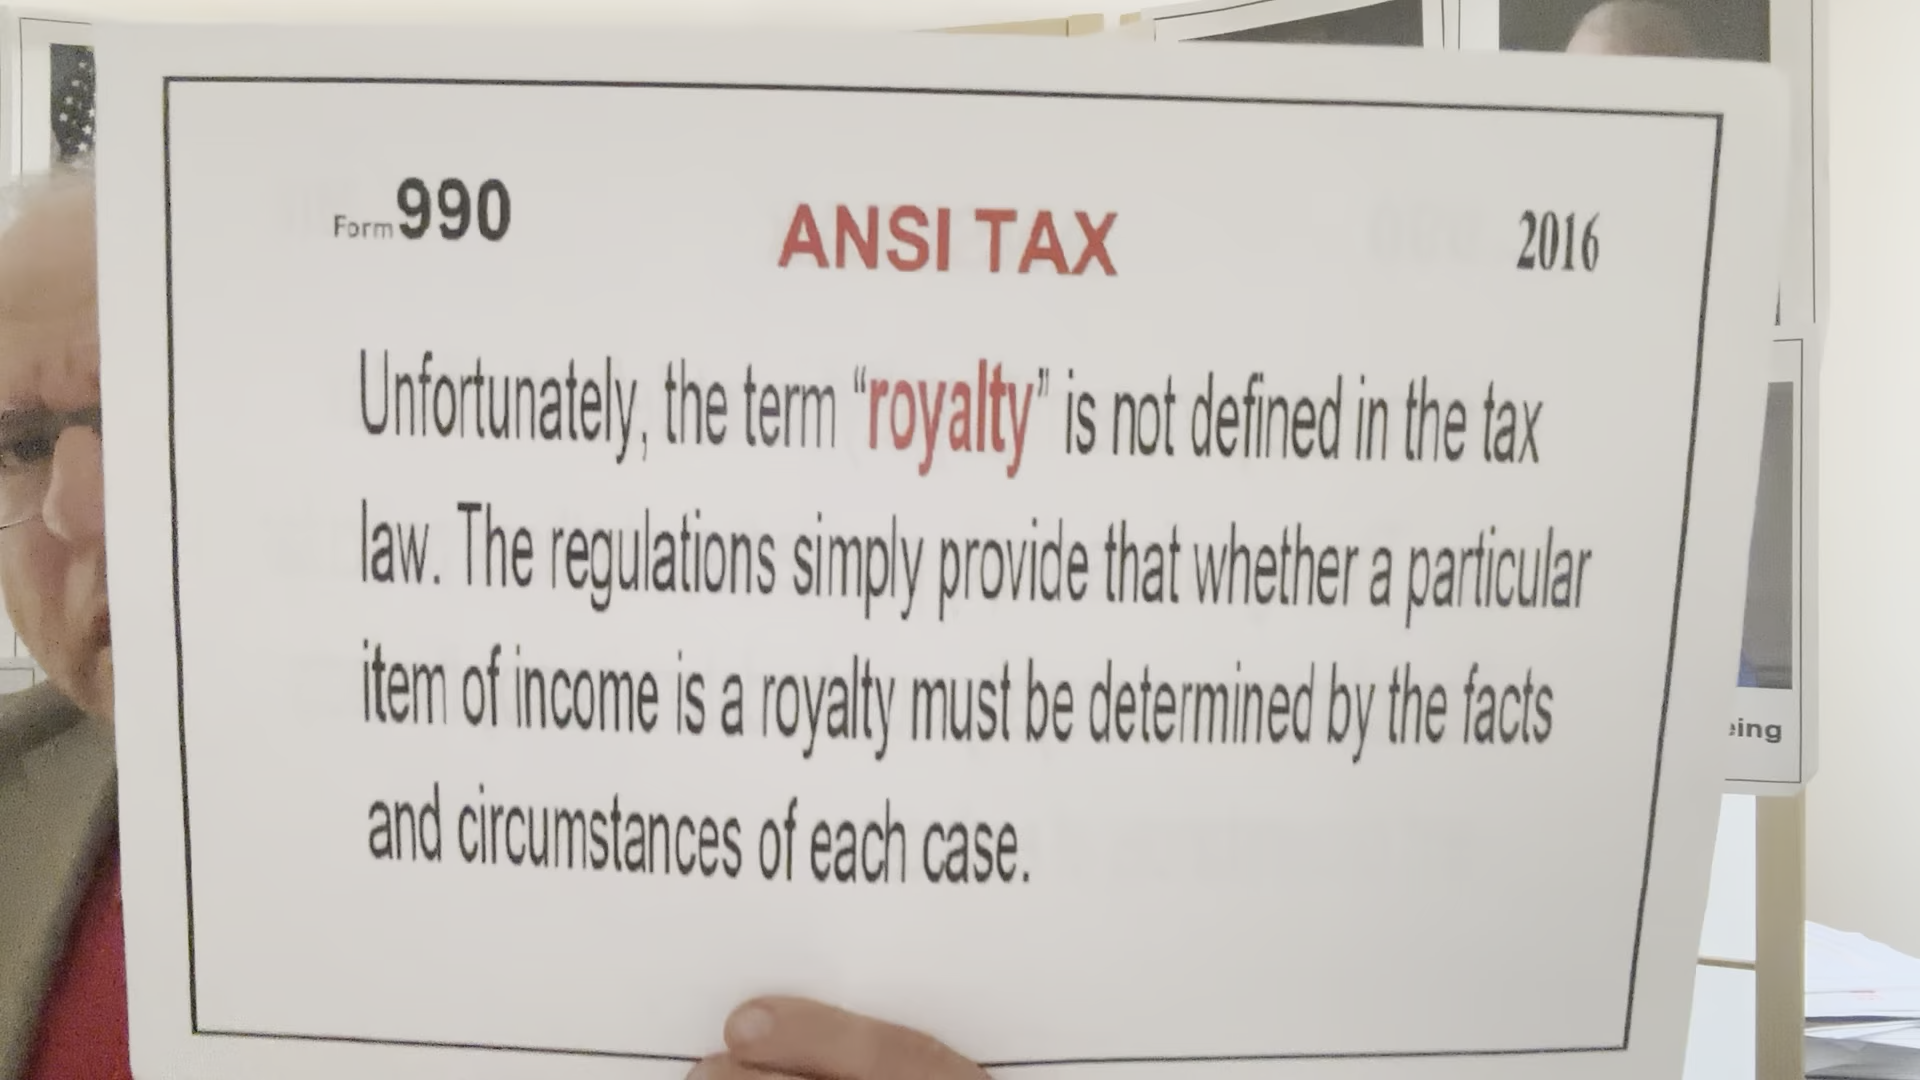 Form 990 ANSI TAX 2016
Unfortunately, the term “royalty” is not defined in the tax
law. The regulations simply provide that whether a particular
item of income is a royalty must be determined by the facts
and circumstances of each case.